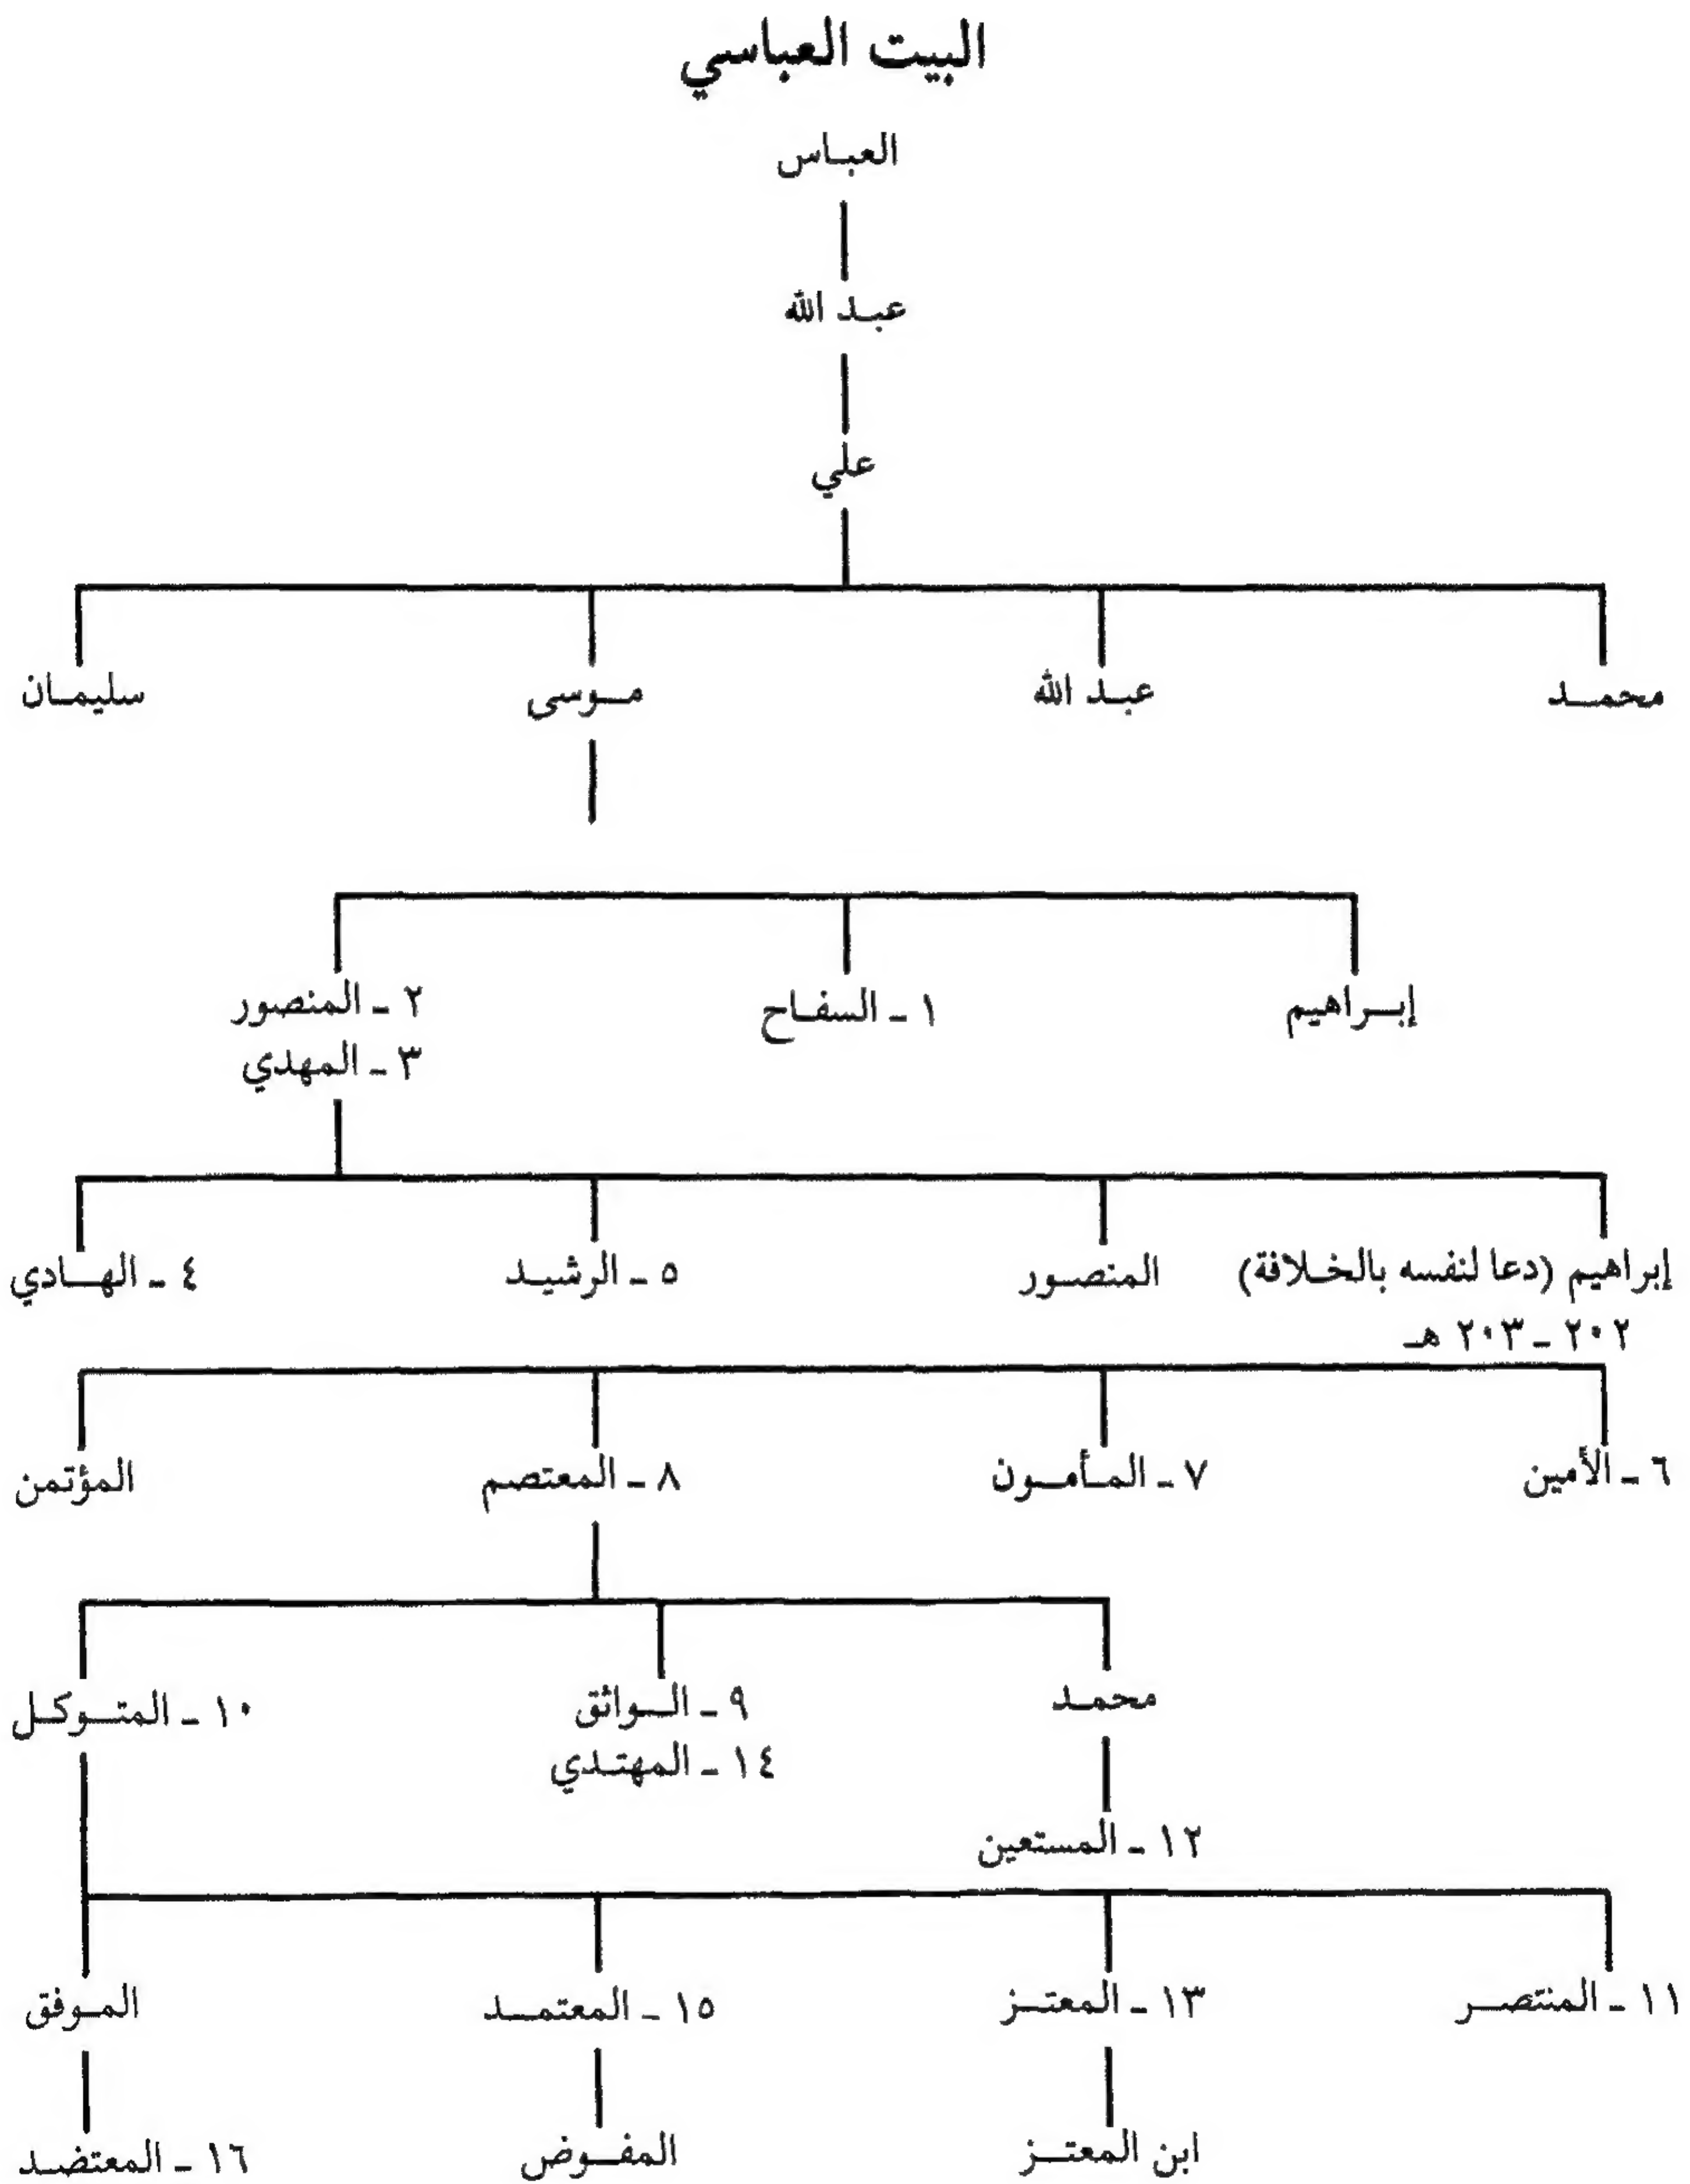 البيت العباسي
العباس
عبد الله
علي
محمد
عبد الله
موسى
سليمان
إبراهيم
١ - السفاح
٢ - المنصور
٣ - المهدي
إبراهيم (دعا لنفسه بالخلافة)
٢٠٢ - ٢٠٣ هـ
المنصور
٥ - الرشيد
٤ - الهادي
٦ - الأمين
٧ - المأمون
٨ - المعتصم
المؤتمن
محمد
٩ - الواثق
١٠ - المتوكل
١٤ - المهتدي
١٢ - المستعين
١١ - المنتصر
١٣ - المعتز
١٥ - المعتمد
الموفق
ابن المعتز
المفوض
١٦ - المعتضد